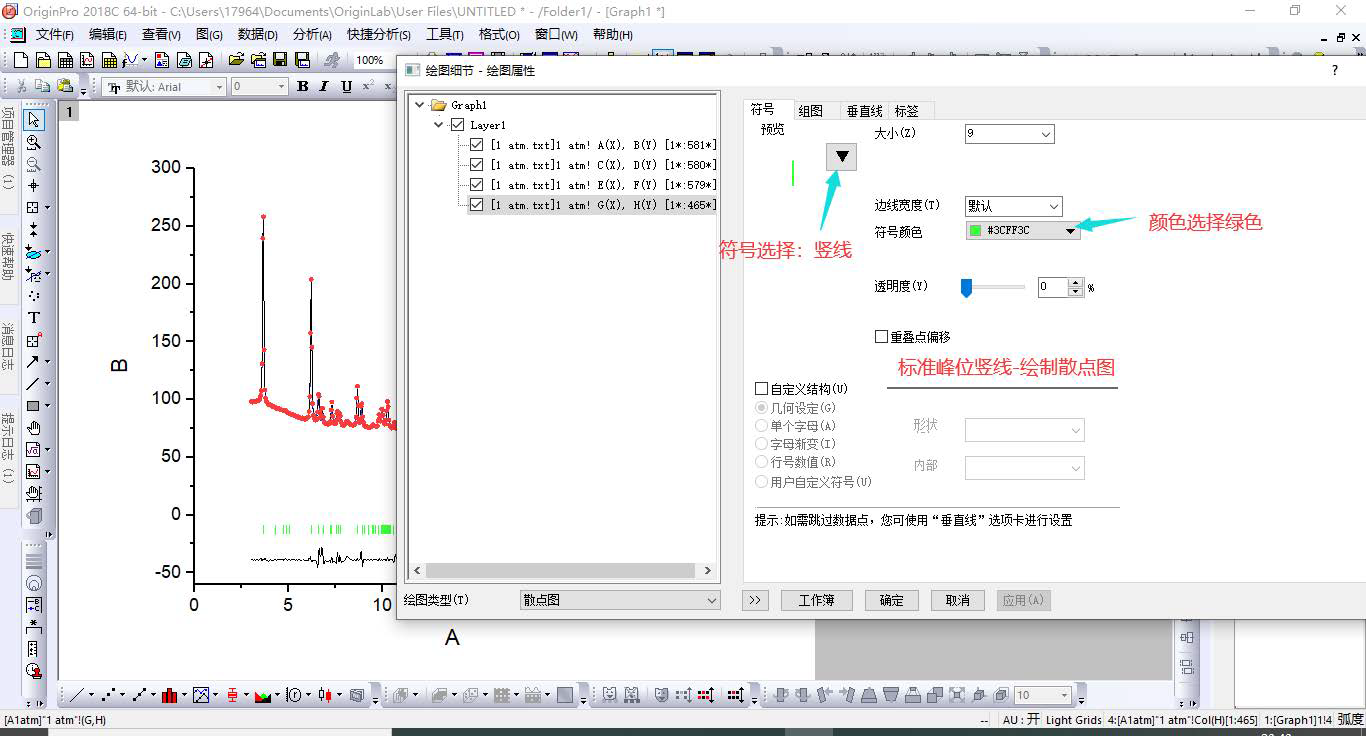 OriginPro 2018C 64-bit - C:\Users\17964\Documents\OriginLab\User Files\UNTITLED * - /Folder1/ - [Graph1 *]
文件(F) 编辑(E) 查看(V) 图(G) 数据(D) 分析(A) 快捷分析(S) 工具(T) 格式(O) 窗口(W) 帮助(H)
100%
默认: Arial 0 B I U
项目管理器 (1)
快速帮助
消息日志
提示日志 (1)
1
300
250
200
150
100
50
0
-50
0 5 10
B
A
绘图细节 - 绘图属性 ?
Graph1
Layer1
[1 atm.txt]1 atm! A(X), B(Y) [1*:581*]
[1 atm.txt]1 atm! C(X), D(Y) [1*:580*]
[1 atm.txt]1 atm! E(X), F(Y) [1*:579*]
[1 atm.txt]1 atm! G(X), H(Y) [1*:465*]
符号 组图 垂直线 标签
预览
大小(Z) 9
边线宽度(T) 默认
符号颜色 #3CFF3C
颜色选择绿色
符号选择：竖线
透明度(Y) 0 %
重叠点偏移
标准峰位竖线-绘制散点图
自定义结构(U)
几何设定(G)
单个字母(A)
字母渐变(I)
行号数值(R)
用户自定义符号(U)
形状
内部
提示:如需跳过数据点，您可使用“垂直线”选项卡进行设置
绘图类型(T) 散点图 >> 工作簿 确定 取消 应用(A)
10
[A1atm]"1 atm"!(G,H) -- AU : 开 Light Grids 4:[A1atm]"1 atm"!Col(H)[1:465] 1:[Graph1]1!4 弧度